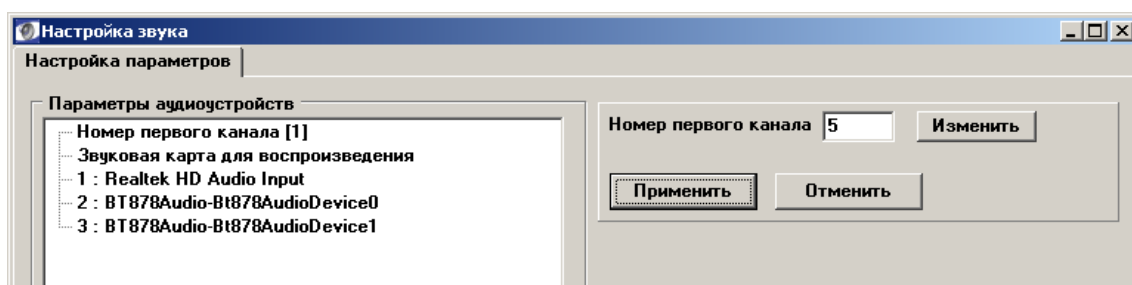 Настройка звука
Настройка параметров
Параметры аудиоустройств
Номер первого канала [1]
Звуковая карта для воспроизведения
1 : Realtek HD Audio Input
2 : BT878Audio-Bt878AudioDevice0
3 : BT878Audio-Bt878AudioDevice1
Номер первого канала 5 Изменить
Применить Отменить